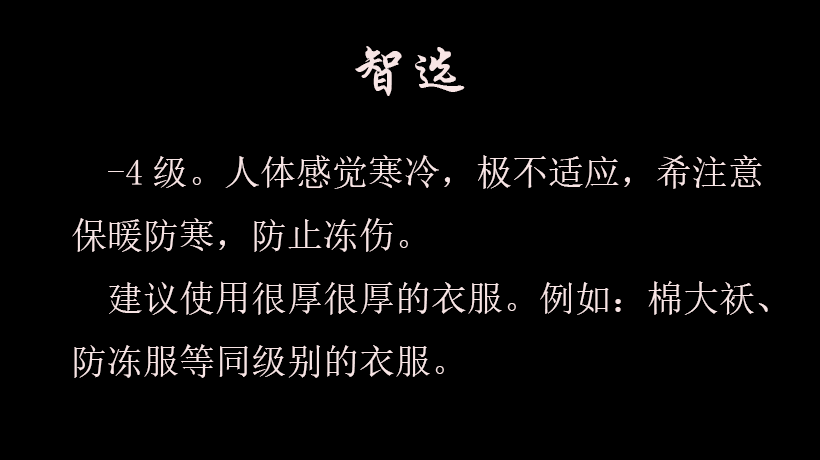 智选
-4级。人体感觉寒冷，极不适应，希注意
保暖防寒，防止冻伤。
建议使用很厚很厚的衣服。例如：棉大袄、
防冻服等同级别的衣服。